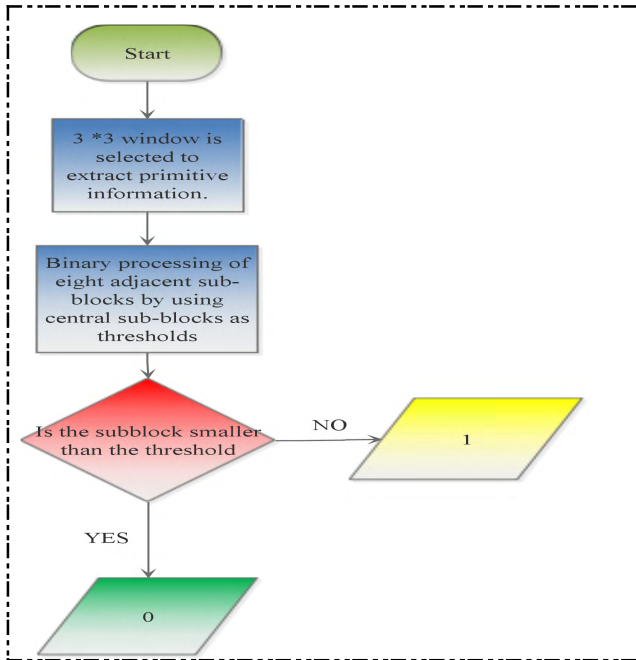 Start
3 *3 window is
selected to
extract primitive
information.
Binary processing of
eight adjacent sub-
blocks by using
central sub-blocks as
thresholds
Is the subblock smaller
than the threshold
NO
1
YES
0